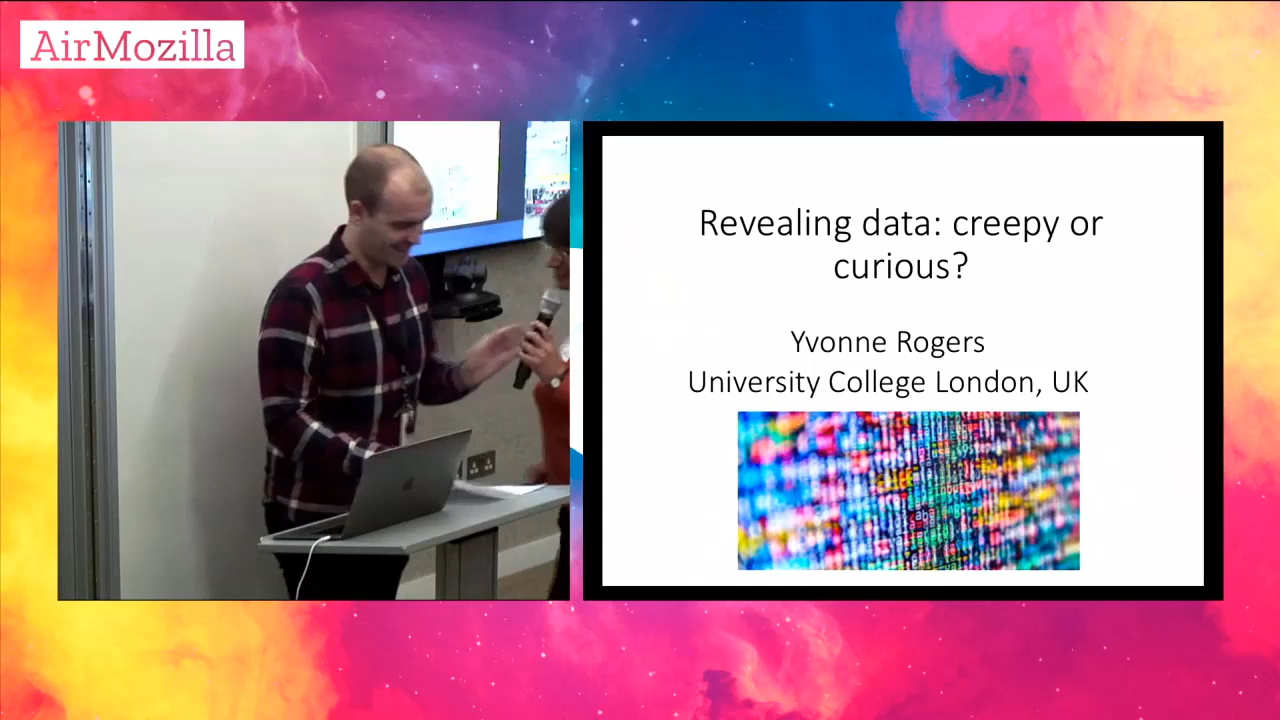 AirMozilla
Revealing data: creepy or
curious?
Yvonne Rogers
University College London, UK